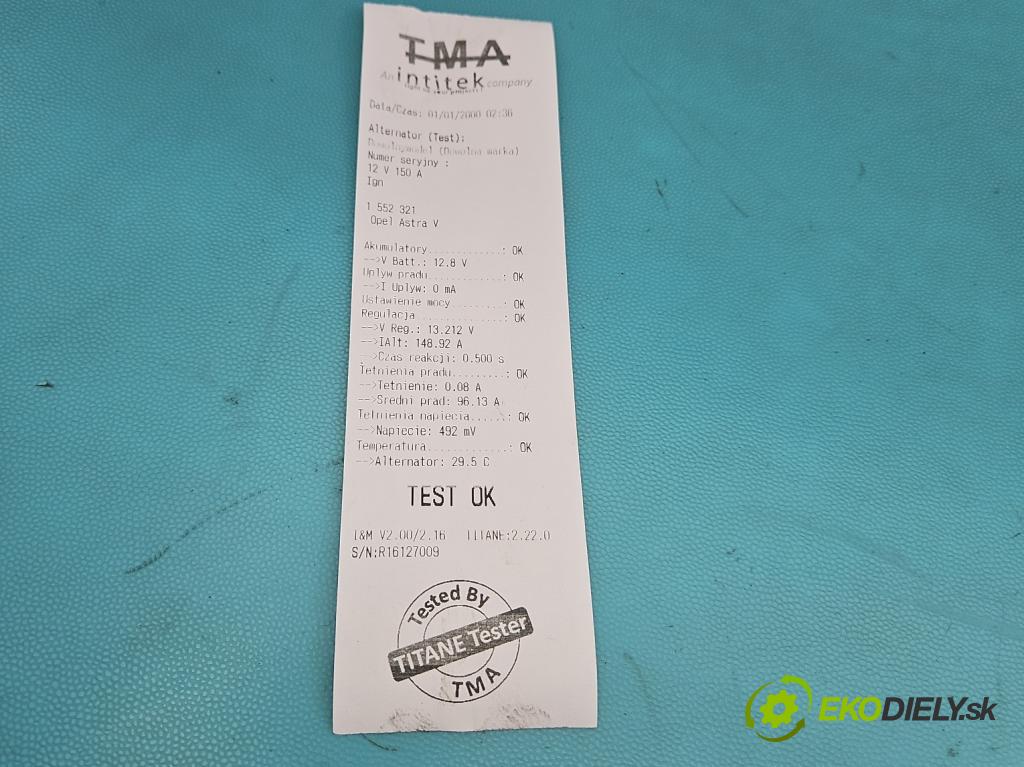 TMA
An intitek company
Data/Czas: 01/01/2000 02:36
Alternator (Test):
Dowolnymodel (Dowolna marka)
Numer seryjny :
12 V 150 A
Ign
1 552 321
Opel Astra V
Akumulatory...........: OK
-->V Batt.: 12.8 V
Uplyw pradu...........: OK
-->I Uplyw: 0 mA
Ustawienie mocy........: OK
Regulacja .............: OK
-->V Reg.: 13.212 V
-->IAlt: 148.92 A
-->Czas reakcji: 0.500 s
Tetnienia pradu........: OK
-->Tetnienie: 0.08 A
-->Sredni prad: 96.13 A
Tetnienia napiecia.....: OK
-->Napiecie: 492 mV
Temperatura............: OK
-->Alternator: 29.5 C
TEST OK
I&M V2.00/2.16 TITANE:2.22.0
S/N:R16127009
Tested By
TITANE Tester
TMA
EKODIELY.sk